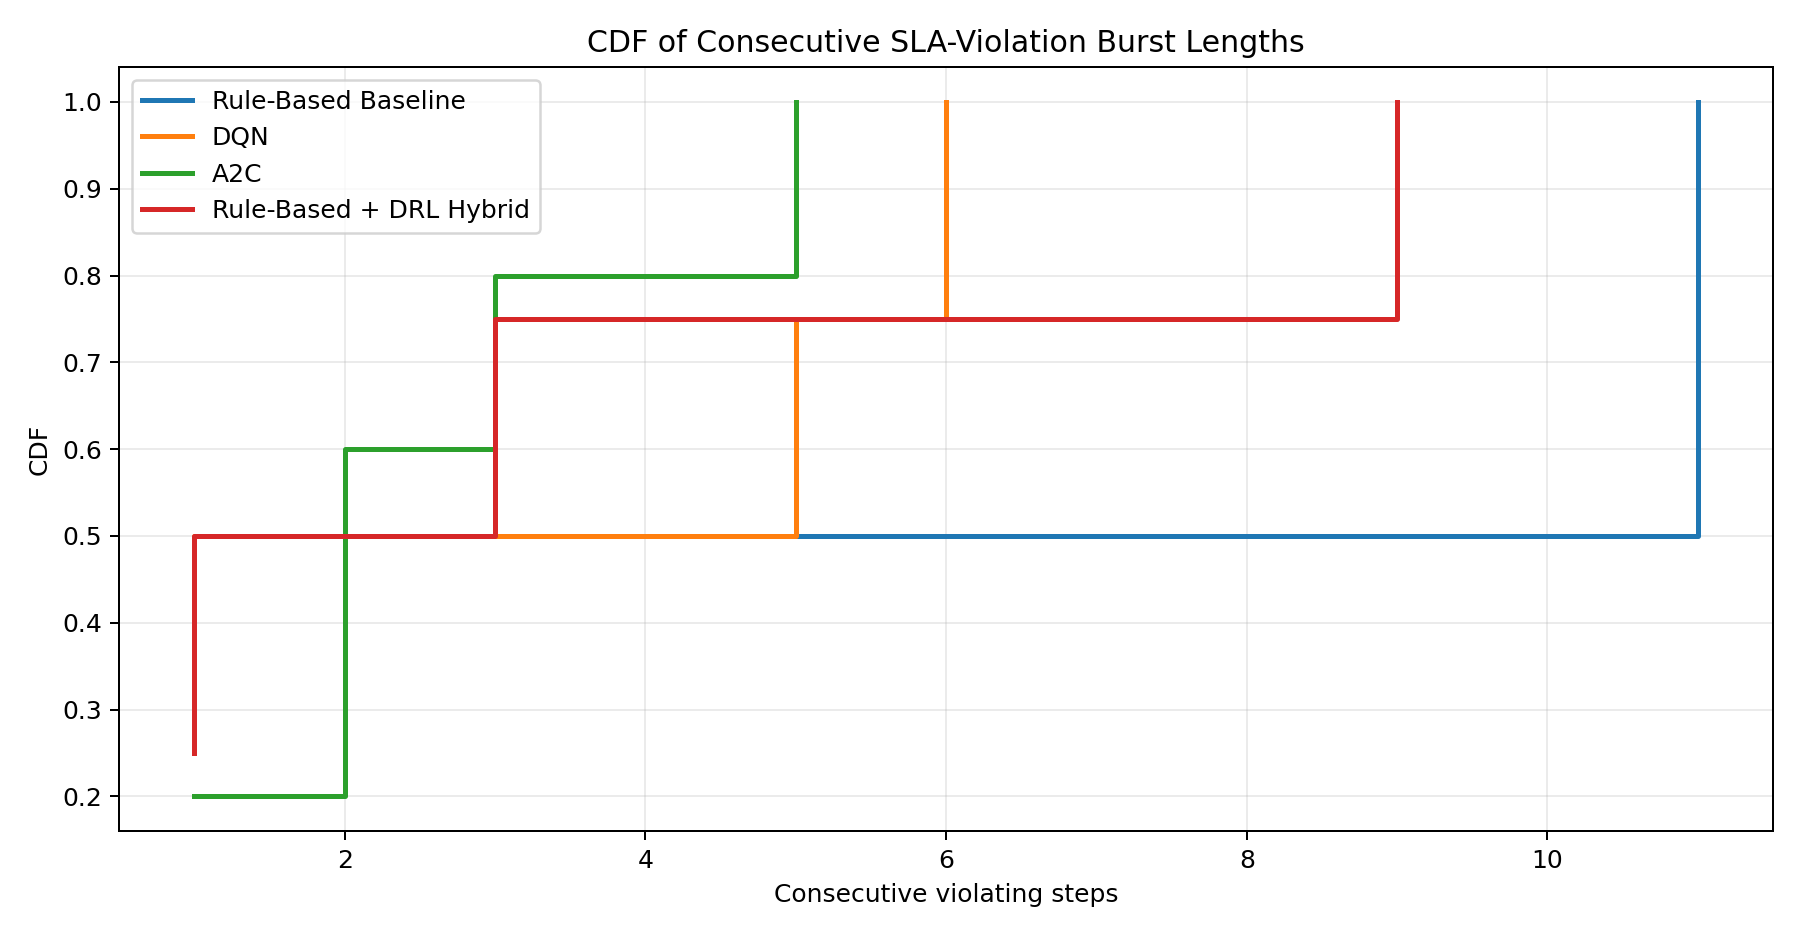 CDF of Consecutive SLA-Violation Burst Lengths
Rule-Based Baseline
DQN
A2C
Rule-Based + DRL Hybrid
1.0
0.9
0.8
0.7
0.6
0.5
0.4
0.3
0.2
CDF
2 4 6 8 10
Consecutive violating steps